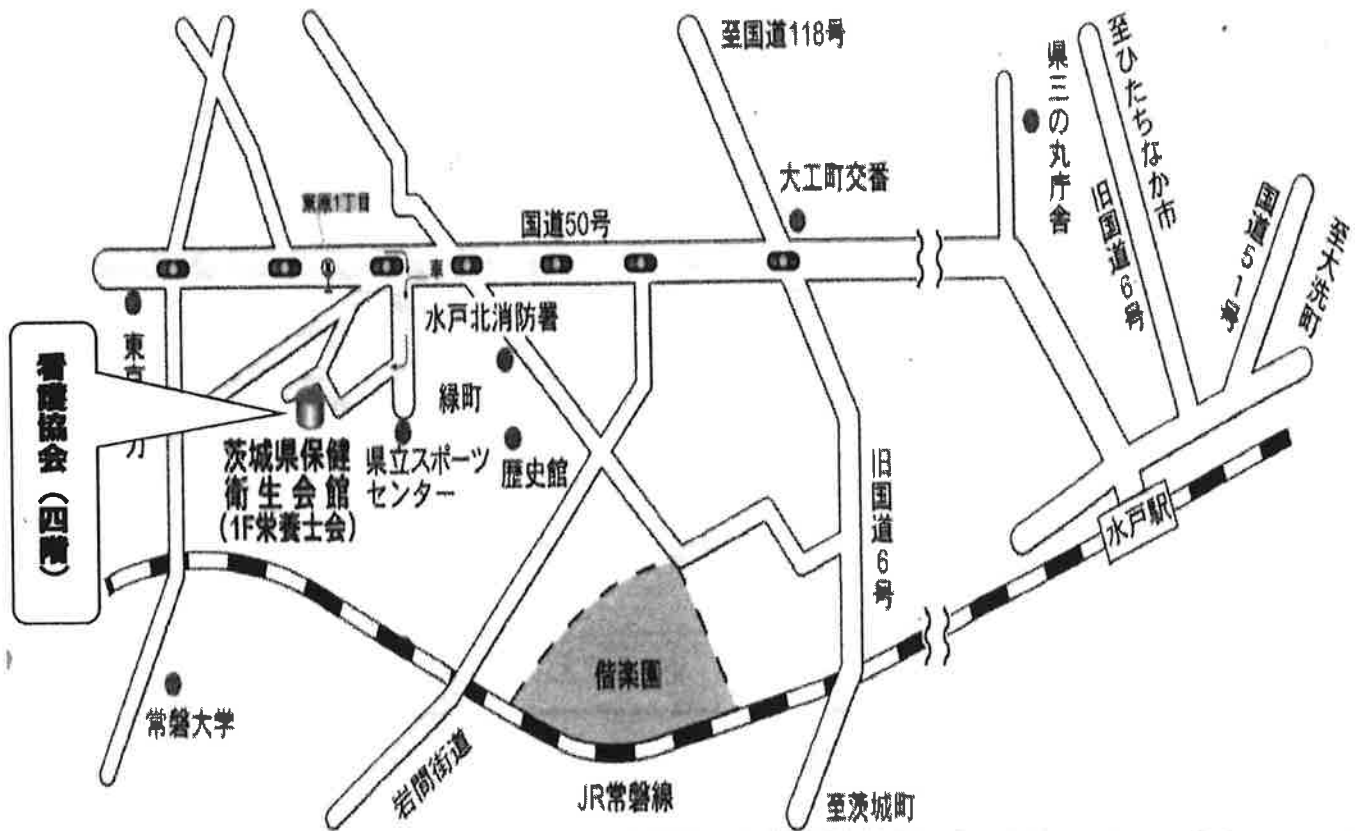 至国道118号
県三の丸庁舎
至ひたちなか市
旧国道6号
国道51号
至大洗町
大工町交番
国道50号
車
水戸北消防署
緑町
歴史館
県立スポーツ
センター
茨城県保健
衛生会館
(1F栄養士会)
看護協会(四階)
常磐大学
岩間街道
偕楽園
JR常磐線
旧国道6号
至茨城町
水戸駅